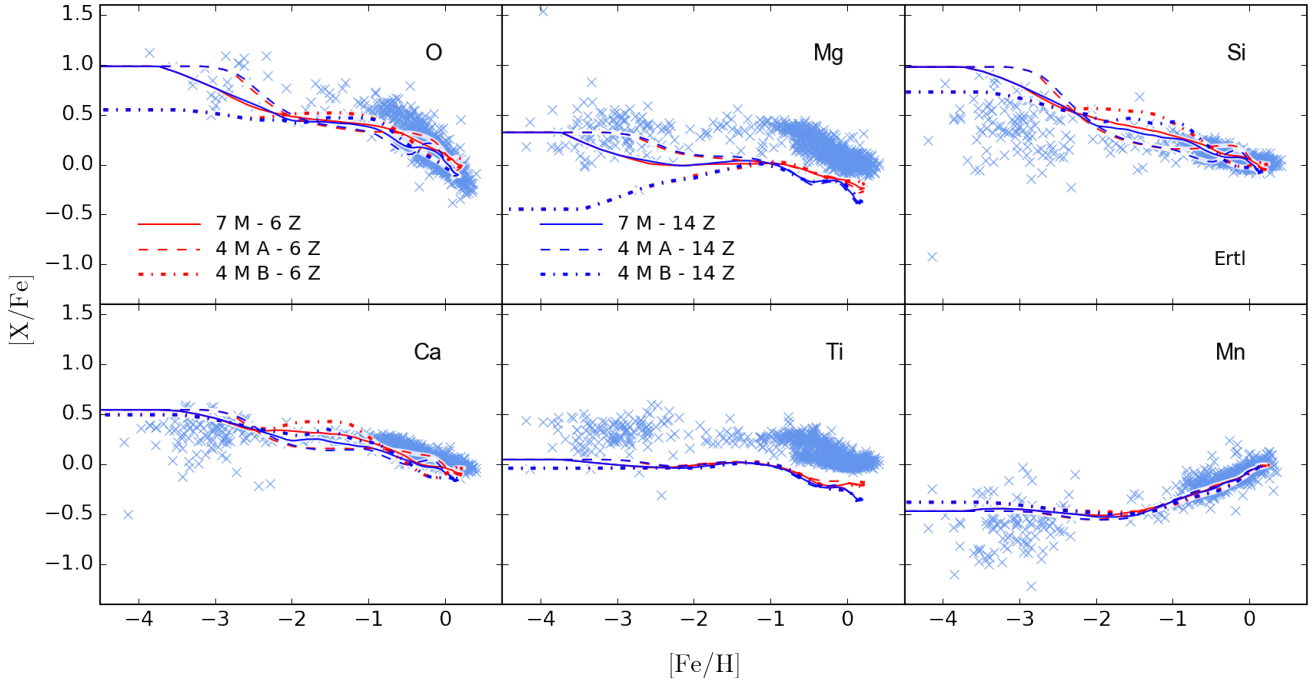 1.5
1.0
0.5
0.0
−0.5
−1.0
O
Mg
Si
7 M - 6 Z
4 M A - 6 Z
4 M B - 6 Z
7 M - 14 Z
4 M A - 14 Z
4 M B - 14 Z
Ertl
[X/Fe]
1.5
1.0
0.5
0.0
−0.5
−1.0
Ca
Ti
Mn
−4 −3 −2 −1 0
−4 −3 −2 −1 0
−4 −3 −2 −1 0
[Fe/H]